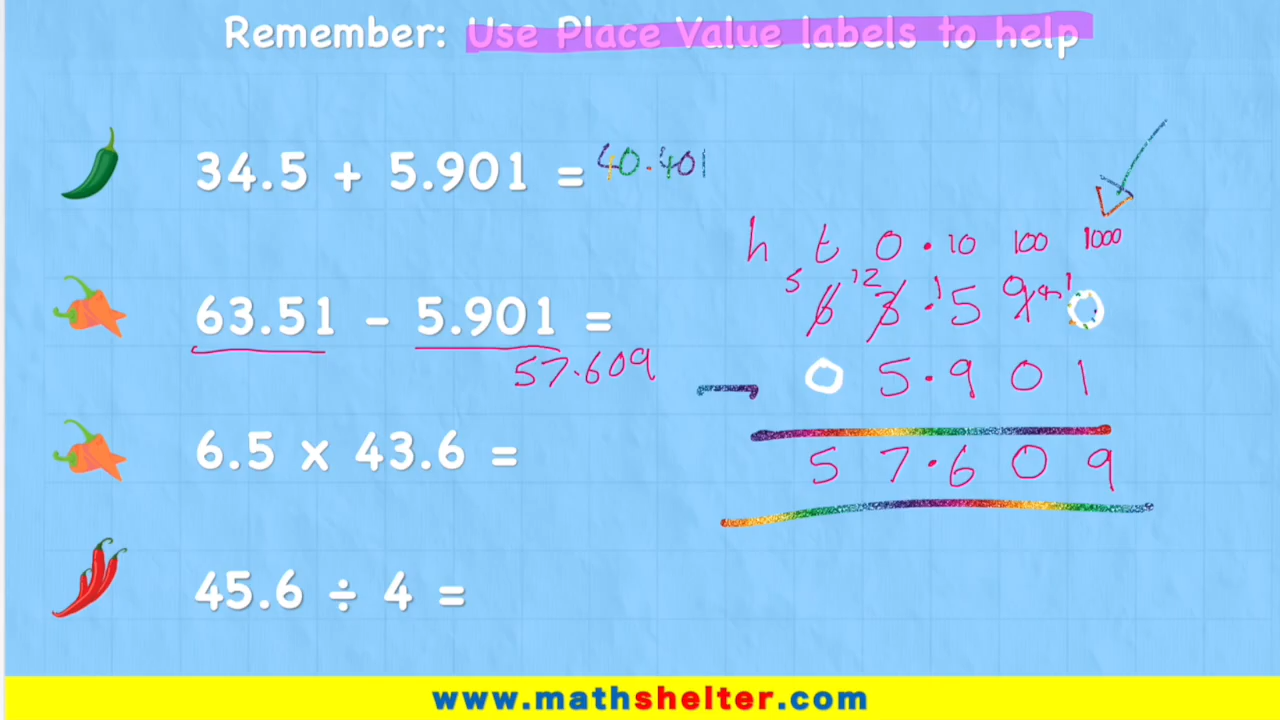 Remember: Use Place Value labels to help
34.5 + 5.901 = 40.401
63.51 - 5.901 =
57.609
6.5 x 43.6 =
45.6 ÷ 4 =
h t O . 10 100 1000
5 12 1 1
6 3 . 5 0
0 5 . 9 0 1
—
5 7 . 6 0 9
www.mathshelter.com